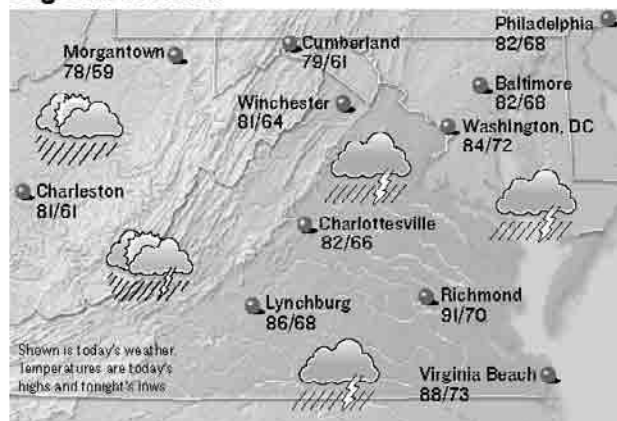 Philadelphia
82/68
Morgantown
78/59
Cumberland
79/61
Baltimore
82/68
Winchester
81/64
Washington, DC
84/72
Charleston
81/61
Charlottesville
82/66
Lynchburg
86/68
Richmond
91/70
Shown is today's weather.
Temperatures are today's
highs and tonight's lows.
Virginia Beach
88/73